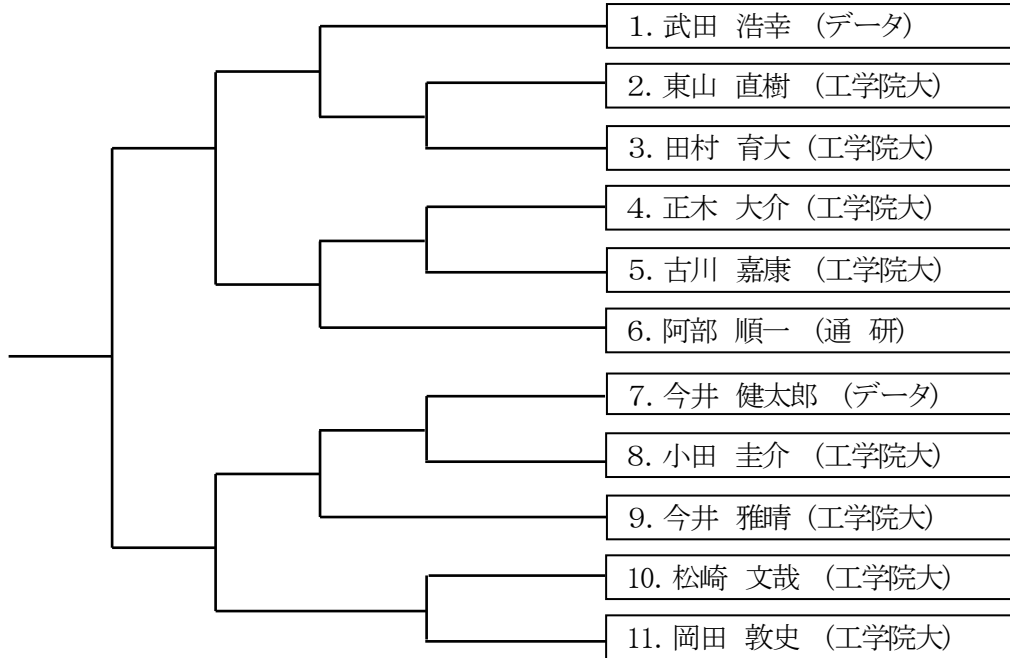 1. 武田 浩幸 (データ)
2. 東山 直樹 (工学院大)
3. 田村 育大 (工学院大)
4. 正木 大介 (工学院大)
5. 古川 嘉康 (工学院大)
6. 阿部 順一 (通 研)
7. 今井 健太郎 (データ)
8. 小田 圭介 (工学院大)
9. 今井 雅晴 (工学院大)
10. 松崎 文哉 (工学院大)
11. 岡田 敦史 (工学院大)